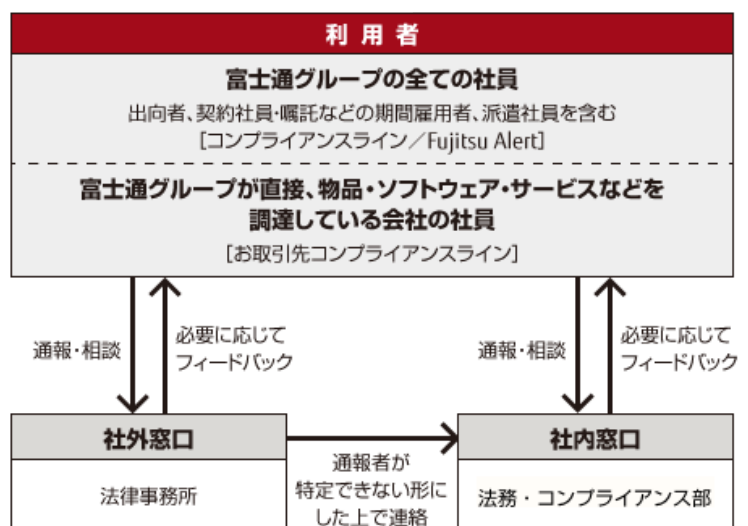 利用者
富士通グループの全ての社員
出向者、契約社員・嘱託などの期間雇用者、派遣社員を含む
[コンプライアンスライン／Fujitsu Alert]
富士通グループが直接、物品・ソフトウェア・サービスなどを
調達している会社の社員
[お取引先コンプライアンスライン]
通報・相談
必要に応じて
フィードバック
通報・相談
必要に応じて
フィードバック
社外窓口
法律事務所
通報者が
特定できない形に
した上で連絡
社内窓口
法務・コンプライアンス部